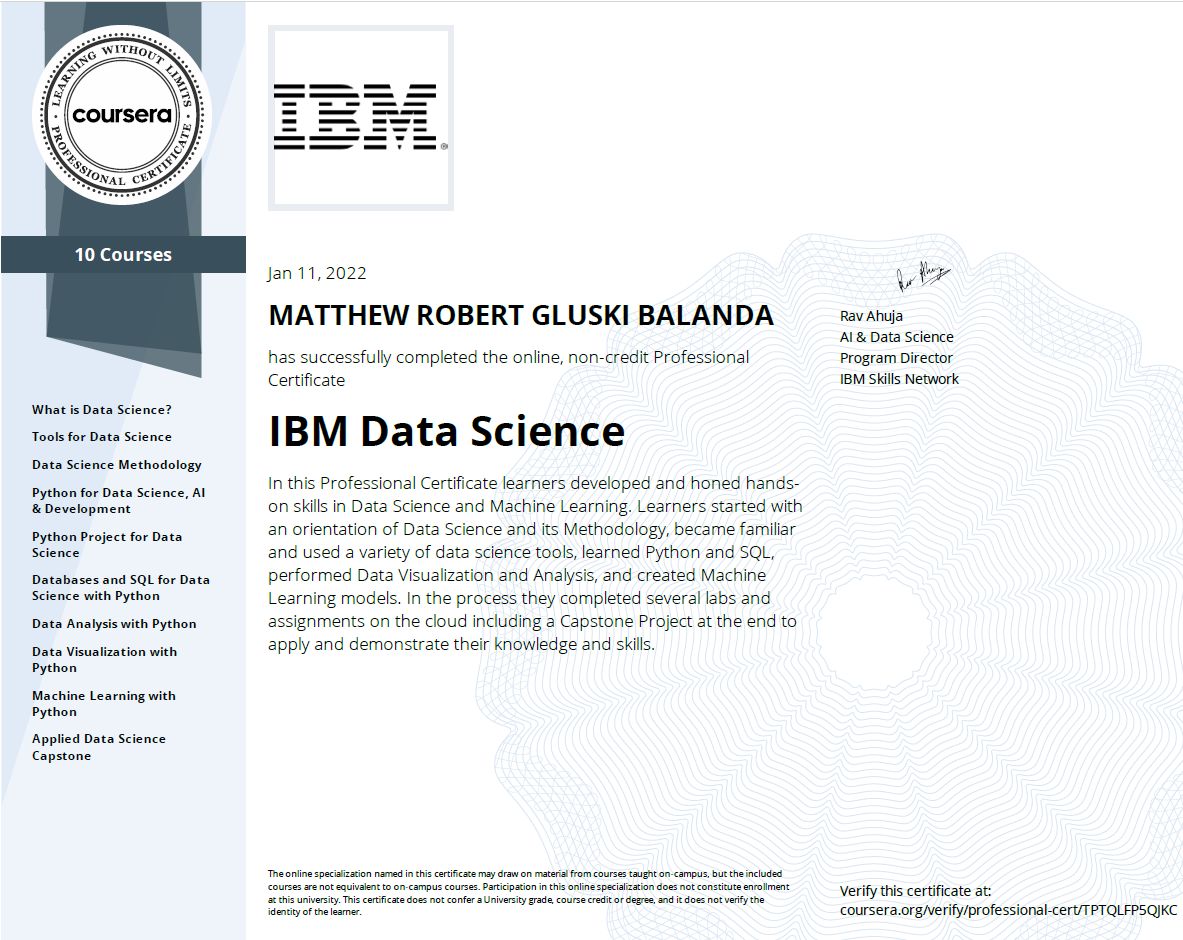 LEARNING WITHOUT LIMITS
coursera
PROFESSIONAL CERTIFICATE
10 Courses
What is Data Science?
Tools for Data Science
Data Science Methodology
Python for Data Science, AI
& Development
Python Project for Data
Science
Databases and SQL for Data
Science with Python
Data Analysis with Python
Data Visualization with
Python
Machine Learning with
Python
Applied Data Science
Capstone
IBM®
Jan 11, 2022
MATTHEW ROBERT GLUSKI BALANDA
has successfully completed the online, non-credit Professional
Certificate
IBM Data Science
In this Professional Certificate learners developed and honed hands-
on skills in Data Science and Machine Learning. Learners started with
an orientation of Data Science and its Methodology, became familiar
and used a variety of data science tools, learned Python and SQL,
performed Data Visualization and Analysis, and created Machine
Learning models. In the process they completed several labs and
assignments on the cloud including a Capstone Project at the end to
apply and demonstrate their knowledge and skills.
The online specialization named in this certificate may draw on material from courses taught on-campus, but the included
courses are not equivalent to on-campus courses. Participation in this online specialization does not constitute enrollment
at this university. This certificate does not confer a University grade, course credit or degree, and it does not verify the
identity of the learner.
Rav Ahuja
Rav Ahuja
AI & Data Science
Program Director
IBM Skills Network
Verify this certificate at:
coursera.org/verify/professional-cert/TPTQLFP5QJKC